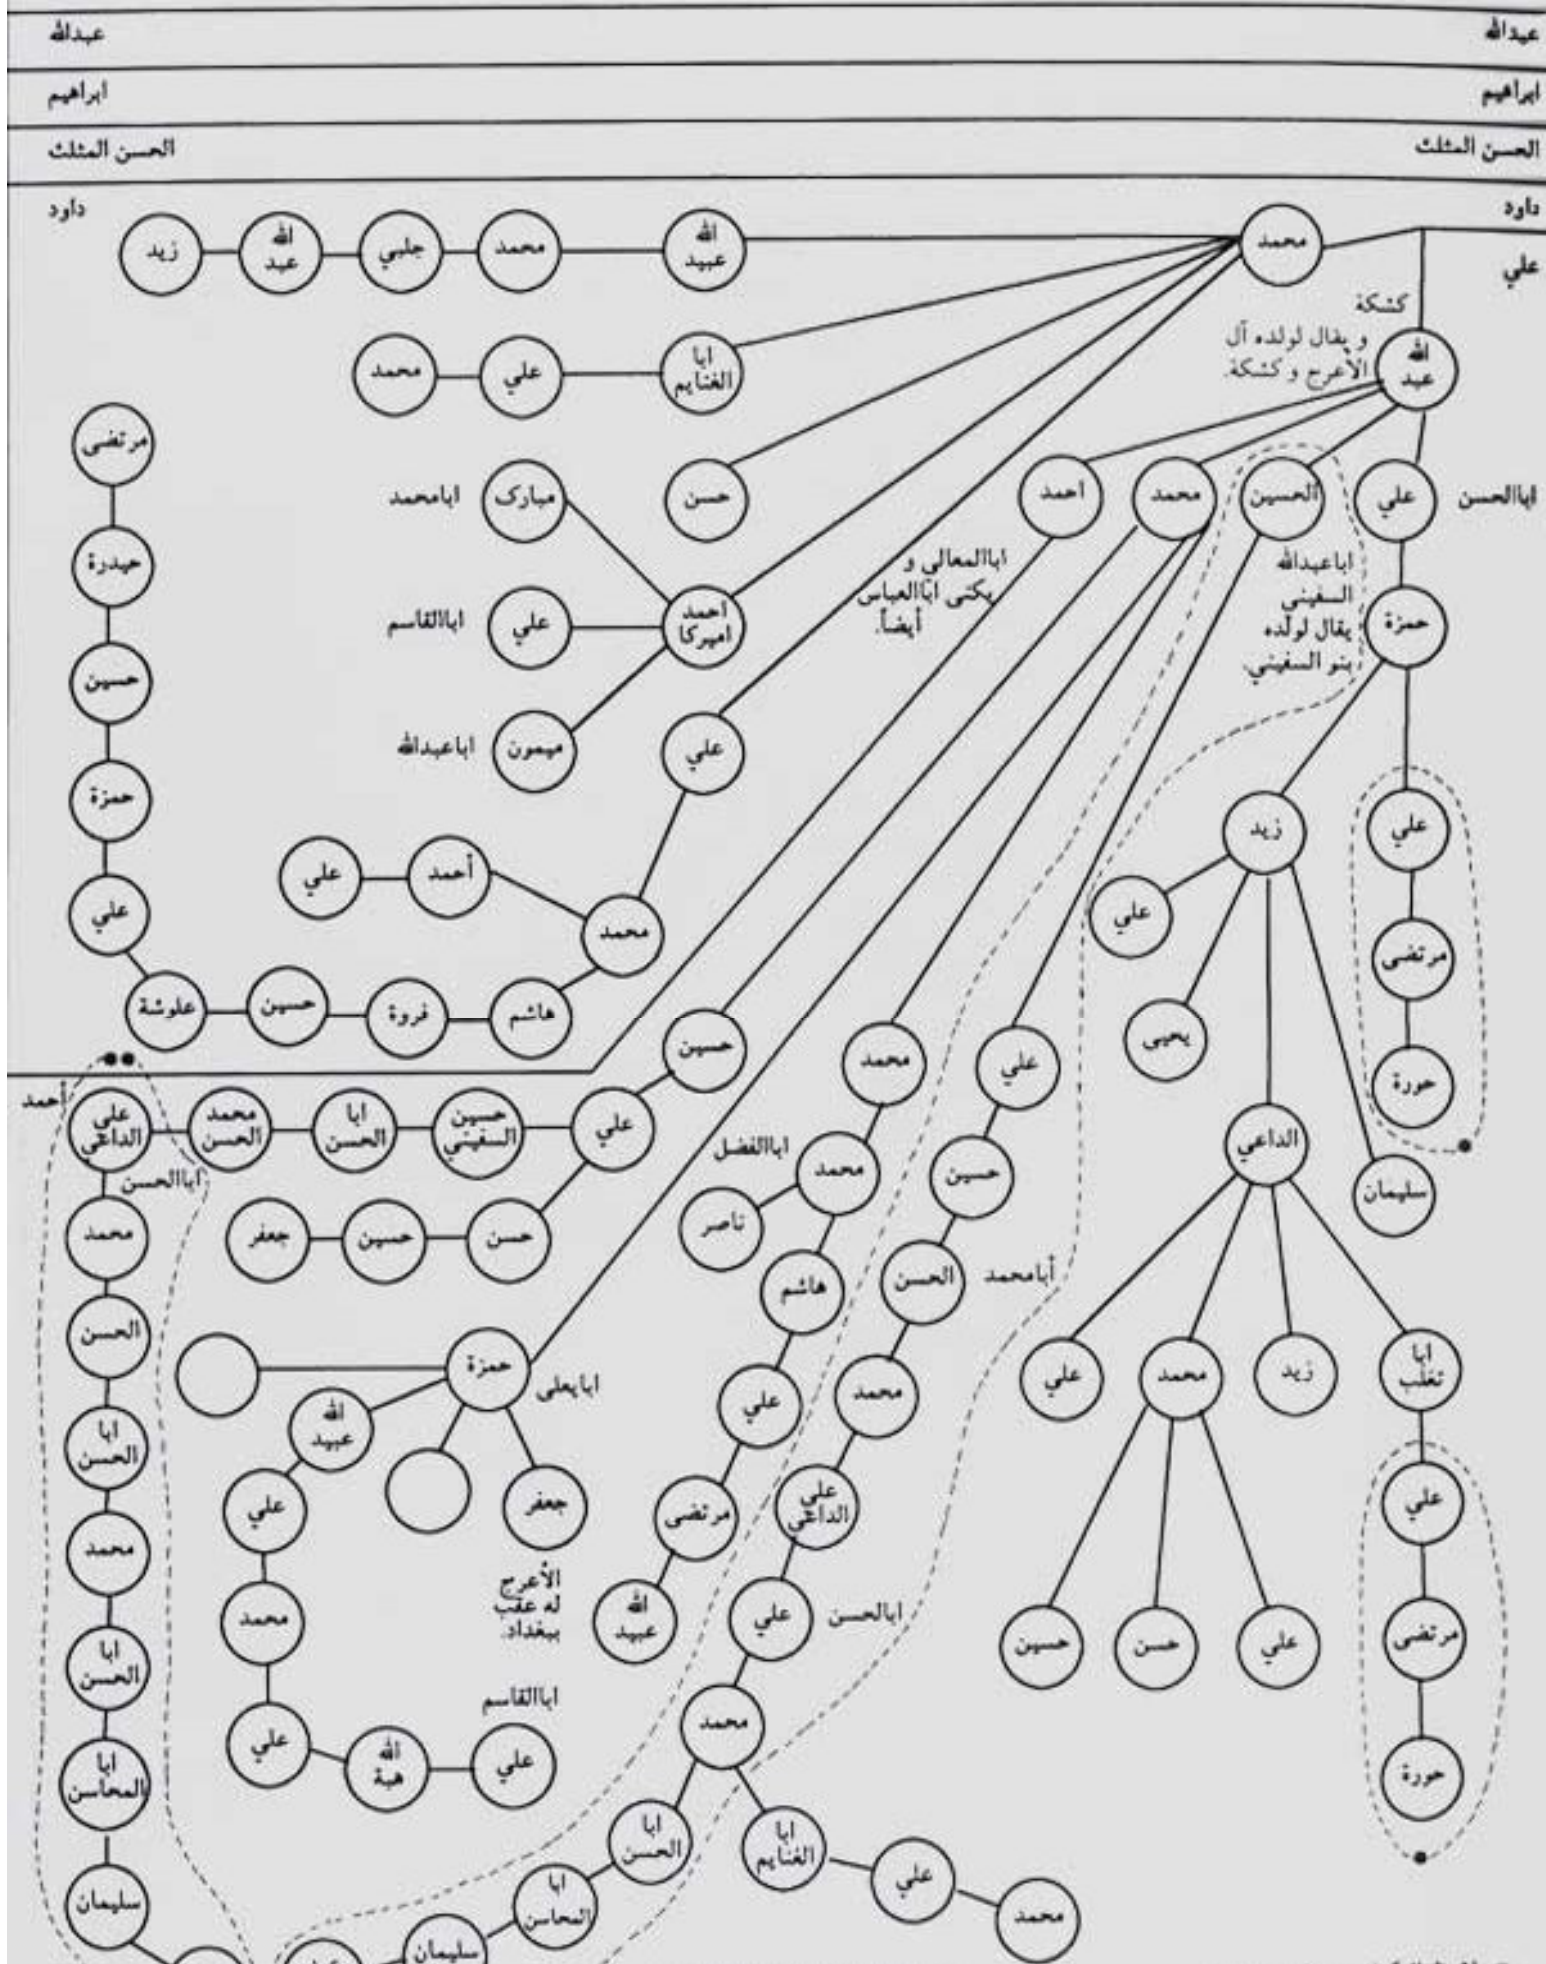 عبدالله
عبدالله
ابراهيم
ابراهيم
الحسن المثلث
الحسن المثلث
داود
داود
علي
محمد
الله
عبيد
محمد
جلبي
الله
عبد
زيد
كشكة
و يقال لولده آل
الأعرج و كشكة.
الله
عبد
ابا
الغنايم
علي
محمد
مرتضى
اباالحسن
علي
الحسين
محمد
احمد
حسن
مبارک
ابامحمد
اباعبدالله
السفيني
يقال لولده
بنو السفيني.
اباالمعالي و
يكنى اباالعباس
أيضاً.
حيدرة
حمزة
احمد
اميركا
علي
اباالقاسم
حسين
علي
ميمون
اباعبدالله
حمزة
علي
زيد
علي
أحمد
علي
علي
محمد
مرتضى
هاشم
فروة
حسين
علوشة
يحيى
حورة
علي
محمد
حسين
أحمد
الداعي
سليمان
علي
حسين
السفيني
ابا
الحسن
محمد
الحسن
علي
الداعي
اباالحسن
حسين
محمد
اباالفضل
ناصر
حسن
حسين
جعفر
محمد
أبامحمد
الحسن
هاشم
الحسن
ابا
تغلب
زيد
محمد
علي
محمد
علي
حمزة
ابايعلى
الله
عبيد
ابا
الحسن
علي
علي
الداعي
مرتضى
جعفر
علي
محمد
الأعرج
له عقب
ببغداد.
مرتضى
علي
حسن
حسين
ابالحسن
علي
الله
عبيد
محمد
ابا
الحسن
اباالقاسم
علي
الله
هبة
علي
محمد
حورة
ابا
المحاسن
ابا
الغنايم
علي
محمد
ابا
الحسن
ابا
المحاسن
سليمان
سليمان